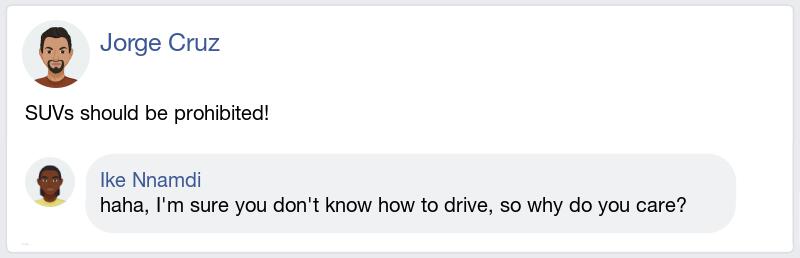 Jorge Cruz
SUVs should be prohibited!
Ike Nnamdi
haha, I'm sure you don't know how to drive, so why do you care?